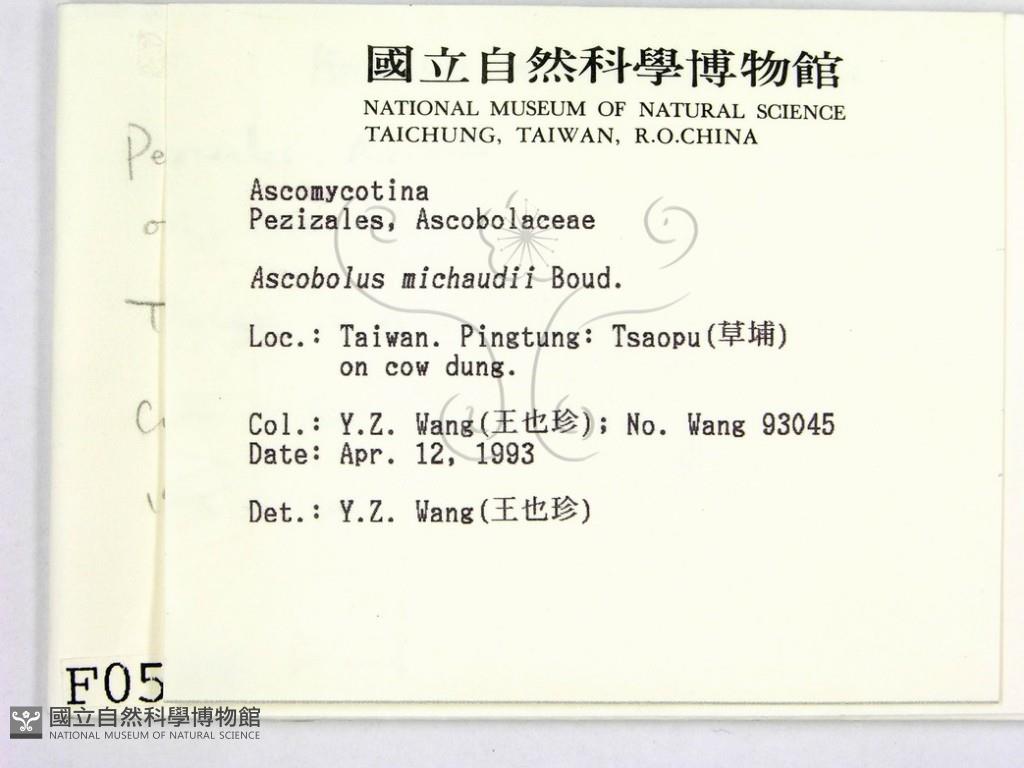 國立自然科學博物館
NATIONAL MUSEUM OF NATURAL SCIENCE
TAICHUNG, TAIWAN, R.O.CHINA
Ascomycotina
Pezizales, Ascobolaceae
Ascobolus michaudii Boud.
Loc.: Taiwan. Pingtung: Tsaopu(草埔)
on cow dung.
Col.: Y.Z. Wang(王也珍); No. Wang 93045
Date: Apr. 12, 1993
Det.: Y.Z. Wang(王也珍)
Pe
o
T
F05
國立自然科學博物館
NATIONAL MUSEUM OF NATURAL SCIENCE